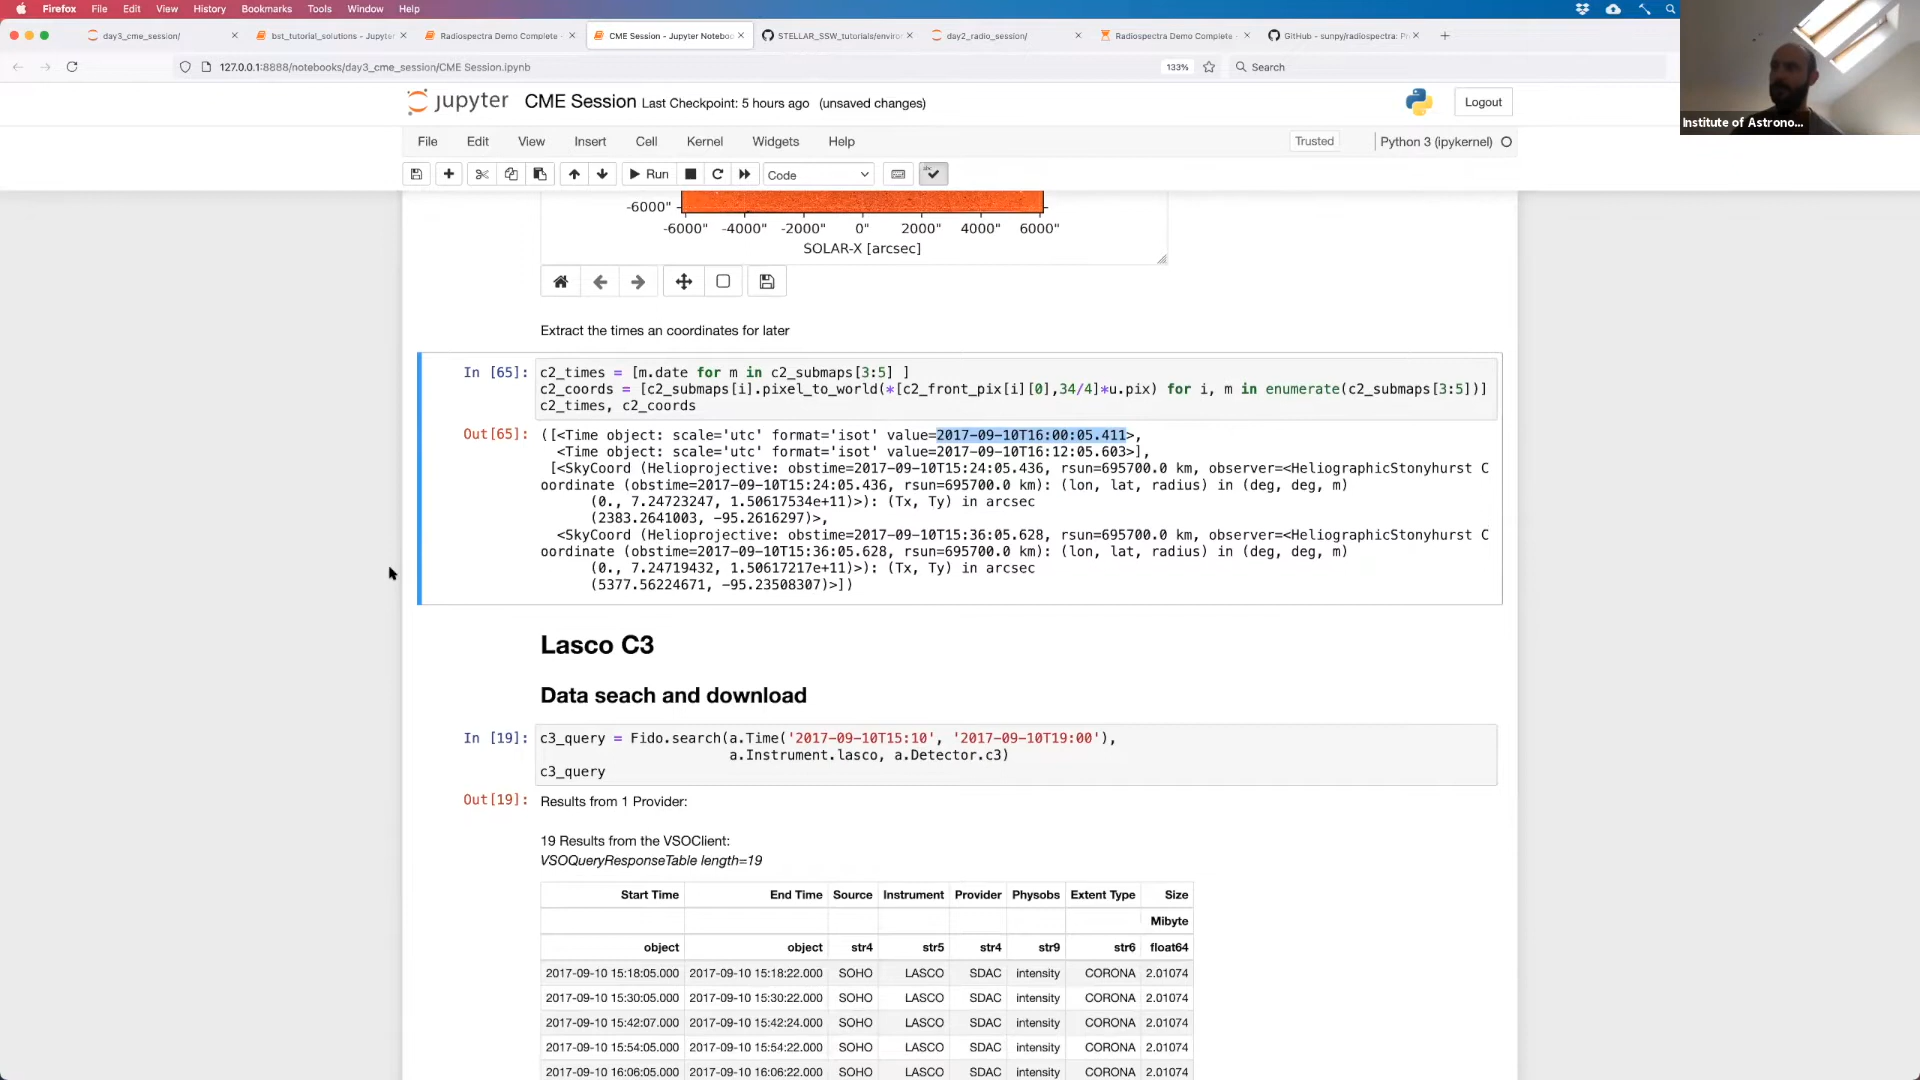 Firefox File Edit View History Bookmarks Tools Window Help
day3_cme_session/
bst_tutorial_solutions - Jupyter
Radiospectra Demo Complete -
CME Session - Jupyter Notebo
STELLAR_SSW_tutorials/enviro
day2_radio_session/
Radiospectra Demo Complete
GitHub - sunpy/radiospectra: P
127.0.0.1:8888/notebooks/day3_cme_session/CME Session.ipynb
133%
Search
Institute of Astrono...
jupyter CME Session Last Checkpoint: 5 hours ago (unsaved changes)
Logout
File Edit View Insert Cell Kernel Widgets Help
Trusted
Python 3 (ipykernel)
Run
Code
-6000"
-6000" -4000" -2000" 0" 2000" 4000" 6000"
SOLAR-X [arcsec]
Extract the times an coordinates for later
In [65]: c2_times = [m.date for m in c2_submaps[3:5] ]
c2_coords = [c2_submaps[i].pixel_to_world(*[c2_front_pix[i][0],34/4]*u.pix) for i, m in enumerate(c2_submaps[3:5])]
c2_times, c2_coords
Out[65]: ([<Time object: scale='utc' format='isot' value=2017-09-10T16:00:05.411>,
<Time object: scale='utc' format='isot' value=2017-09-10T16:12:05.603>],
[<SkyCoord (Helioprojective: obstime=2017-09-10T15:24:05.436, rsun=695700.0 km, observer=<HeliographicStonyhurst C
oordinate (obstime=2017-09-10T15:24:05.436, rsun=695700.0 km): (lon, lat, radius) in (deg, deg, m)
(0., 7.24723247, 1.50617534e+11)>): (Tx, Ty) in arcsec
(2383.2641003, -95.2616297)>,
<SkyCoord (Helioprojective: obstime=2017-09-10T15:36:05.628, rsun=695700.0 km, observer=<HeliographicStonyhurst C
oordinate (obstime=2017-09-10T15:36:05.628, rsun=695700.0 km): (lon, lat, radius) in (deg, deg, m)
(0., 7.24719432, 1.50617217e+11)>): (Tx, Ty) in arcsec
(5377.56224671, -95.23508307)>])
Lasco C3
Data seach and download
In [19]: c3_query = Fido.search(a.Time('2017-09-10T15:10', '2017-09-10T19:00'),
a.Instrument.lasco, a.Detector.c3)
c3_query
Out[19]: Results from 1 Provider:
19 Results from the VSOClient:
VSOQueryResponseTable length=19
Start Time End Time Source Instrument Provider Physobs Extent Type Size
Mibyte
object object str4 str5 str4 str9 str6 float64
2017-09-10 15:18:05.000 2017-09-10 15:18:22.000 SOHO LASCO SDAC intensity CORONA 2.01074
2017-09-10 15:30:05.000 2017-09-10 15:30:22.000 SOHO LASCO SDAC intensity CORONA 2.01074
2017-09-10 15:42:07.000 2017-09-10 15:42:24.000 SOHO LASCO SDAC intensity CORONA 2.01074
2017-09-10 15:54:05.000 2017-09-10 15:54:22.000 SOHO LASCO SDAC intensity CORONA 2.01074
2017-09-10 16:06:05.000 2017-09-10 16:06:22.000 SOHO LASCO SDAC intensity CORONA 2.01074